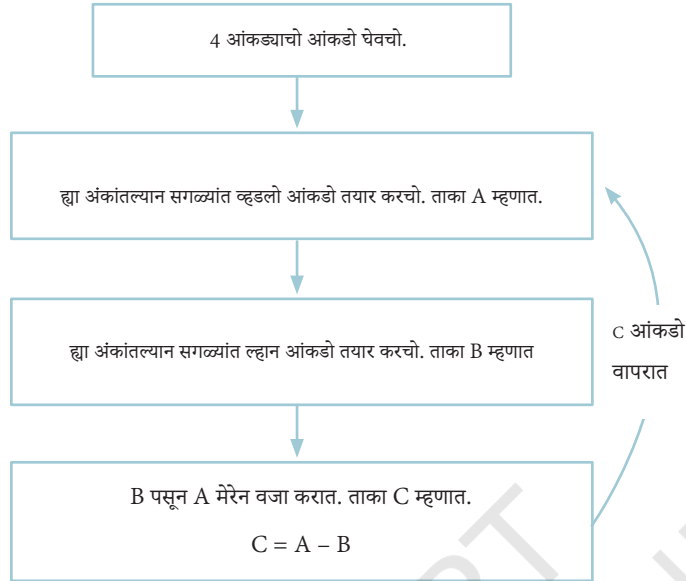 4 आंकड्याचो आंकडो घेवचो.
ह्या अंकांतल्यान सगळ्यांत व्हडलो आंकडो तयार करचो. ताका A म्हणात.
ह्या अंकांतल्यान सगळ्यांत ल्हान आंकडो तयार करचो. ताका B म्हणात
C आंकडो
वापरात
B पसून A मेरेन वजा करात. ताका C म्हणात.
C = A – B